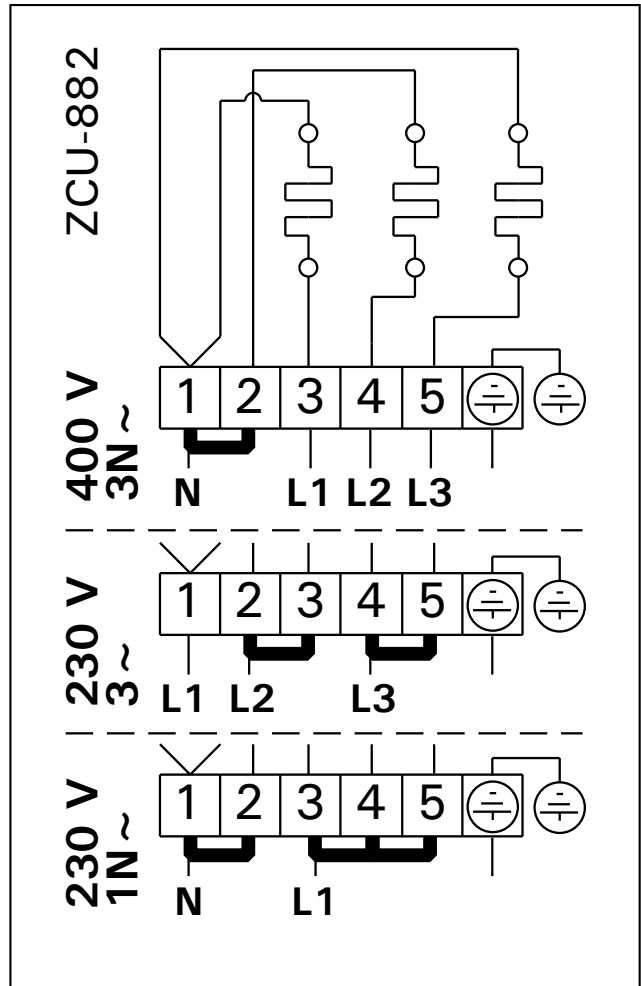 ZCU-882
400 V
3N ~
1 2 3 4 5
N L1 L2 L3
230 V
3 ~
1 2 3 4 5
L1 L2 L3
230 V
1N ~
1 2 3 4 5
N L1